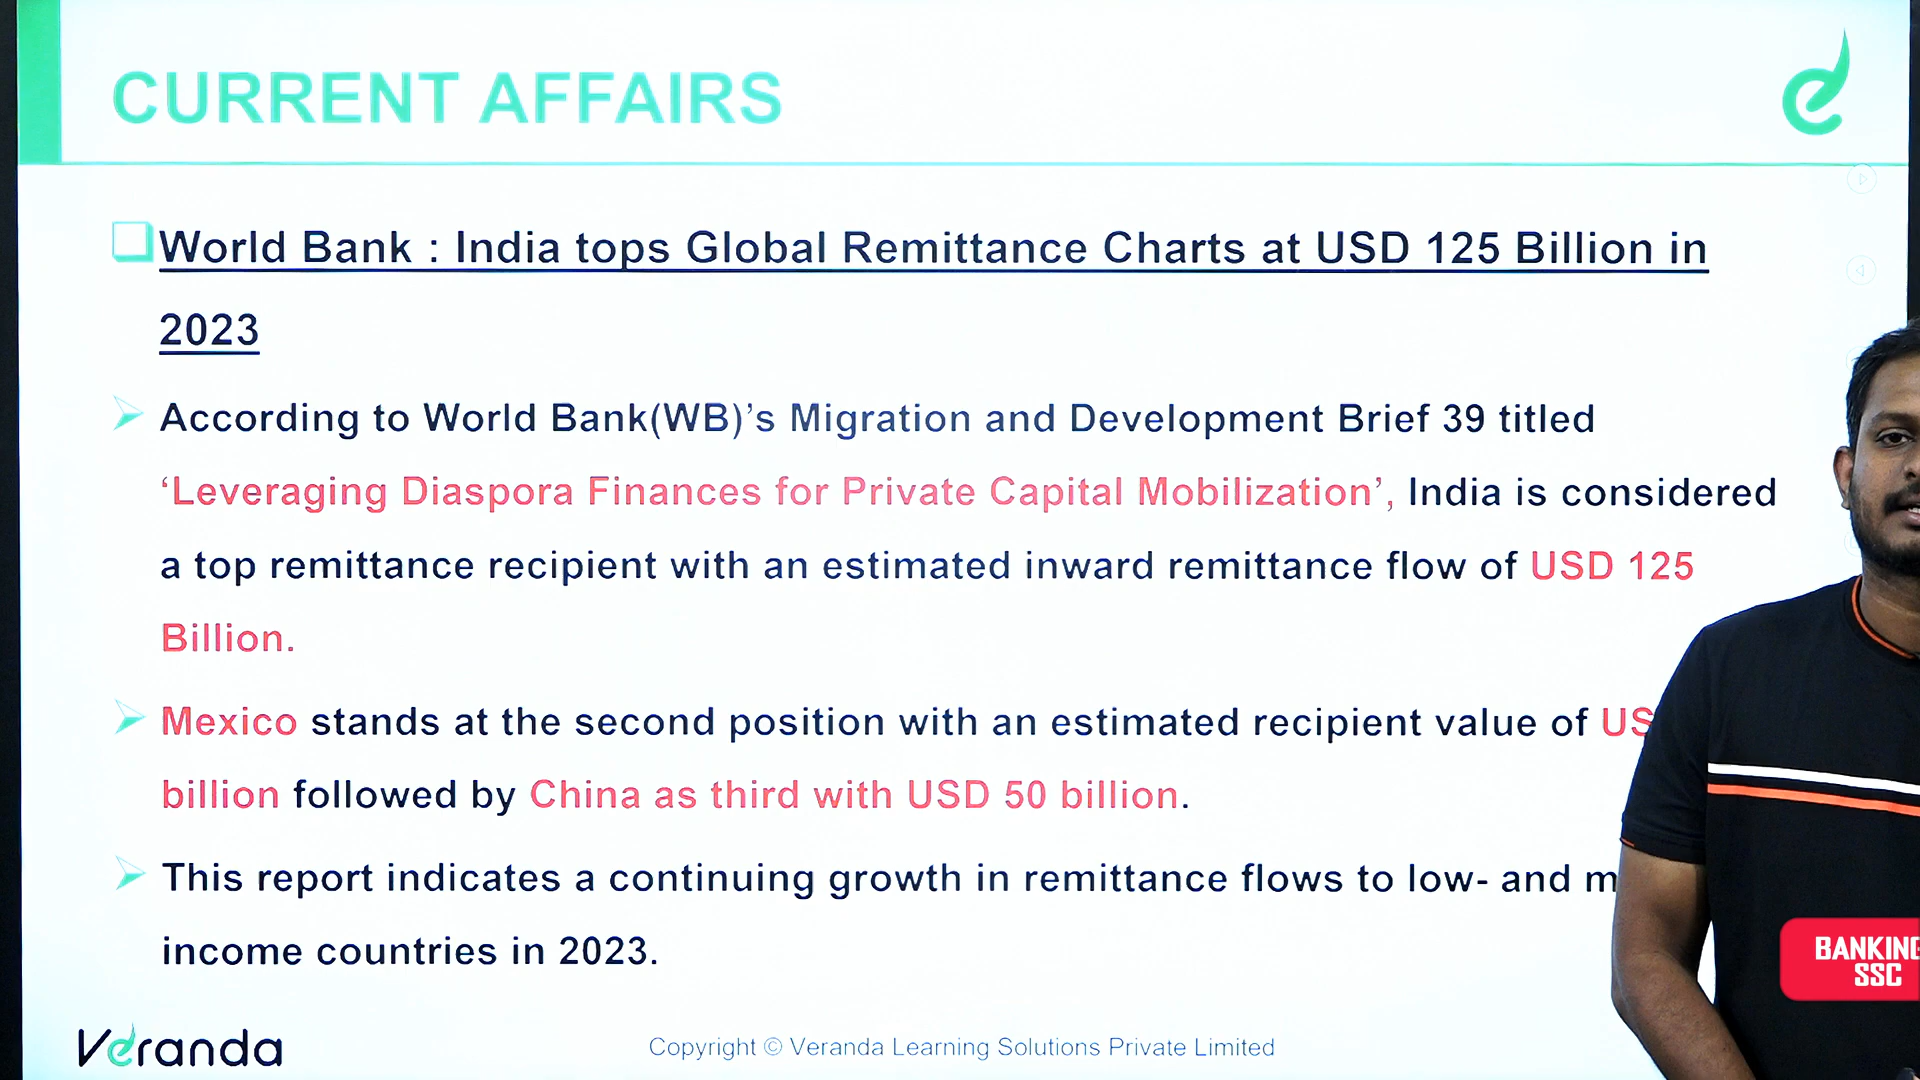 CURRENT AFFAIRS
World Bank : India tops Global Remittance Charts at USD 125 Billion in
2023
According to World Bank(WB)’s Migration and Development Brief 39 titled
‘Leveraging Diaspora Finances for Private Capital Mobilization’, India is considered
a top remittance recipient with an estimated inward remittance flow of USD 125
Billion.
Mexico stands at the second position with an estimated recipient value of
billion followed by China as third with USD 50 billion.
This report indicates a continuing growth in remittance flows to low- and
income countries in 2023.
BANKING
SSC
Veranda
Copyright © Veranda Learning Solutions Private Limited